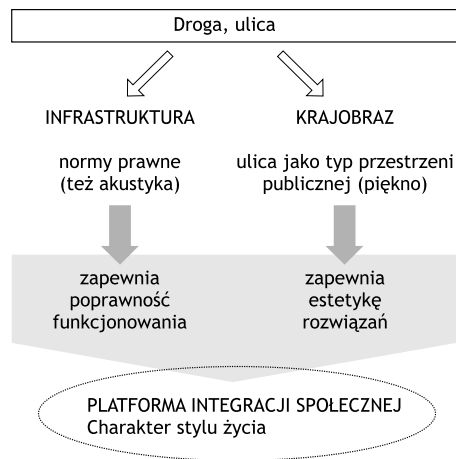 Droga, ulica
INFRASTRUKTURA
normy prawne
(też akustyka)
zapewnia
poprawność
funkcjonowania
KRAJOBRAZ
ulica jako typ przestrzeni
publicznej (piękno)
zapewnia
estetykę
rozwiązań
PLATFORMA INTEGRACJI SPOŁECZNEJ
Charakter stylu życia